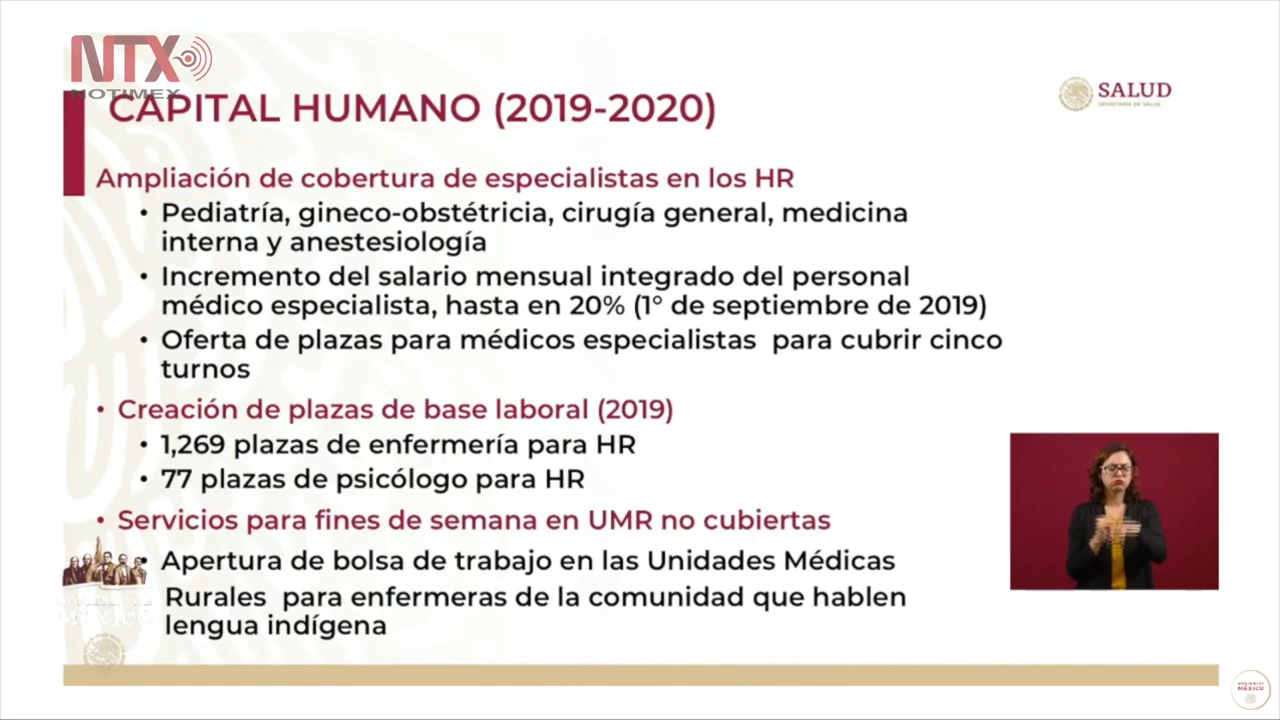 NTX
NOTIMEX
CAPITAL HUMANO (2019-2020)
SALUD
SECRETARÍA DE SALUD
Ampliación de cobertura de especialistas en los HR
• Pediatría, gineco-obstétricia, cirugía general, medicina
interna y anestesiología
• Incremento del salario mensual integrado del personal
médico especialista, hasta en 20% (1° de septiembre de 2019)
• Oferta de plazas para médicos especialistas para cubrir cinco
turnos
• Creación de plazas de base laboral (2019)
• 1,269 plazas de enfermería para HR
• 77 plazas de psicólogo para HR
• Servicios para fines de semana en UMR no cubiertas
• Apertura de bolsa de trabajo en las Unidades Médicas
Rurales para enfermeras de la comunidad que hablen
lengua indígena
MÉXICO
MÉXICO